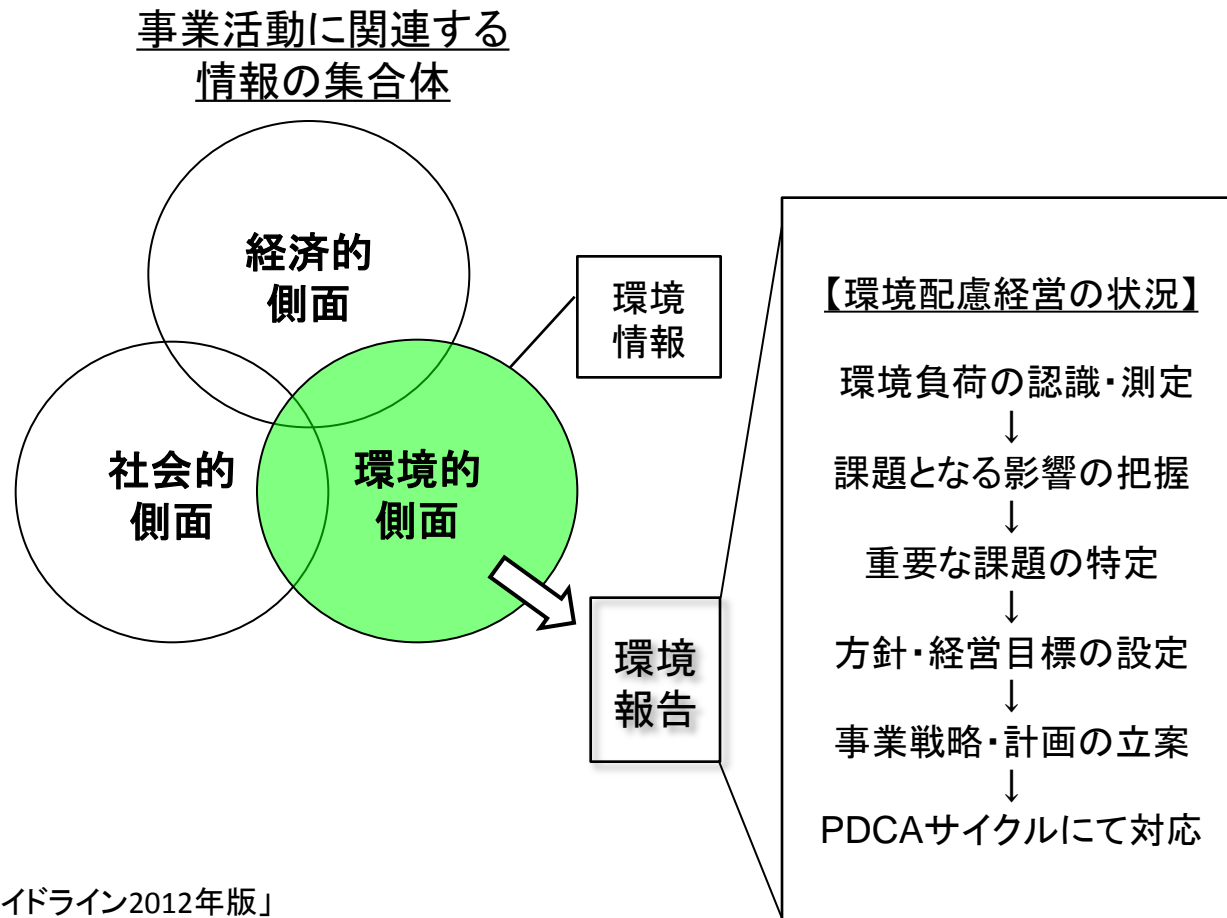 事業活動に関連する
情報の集合体
経済的
側面
環境
情報
社会的
側面
環境的
側面
環境
報告
【環境配慮経営の状況】
環境負荷の認識・測定
↓
課題となる影響の把握
↓
重要な課題の特定
↓
方針・経営目標の設定
↓
事業戦略・計画の立案
↓
PDCAサイクルにて対応
イドライン2012年版」